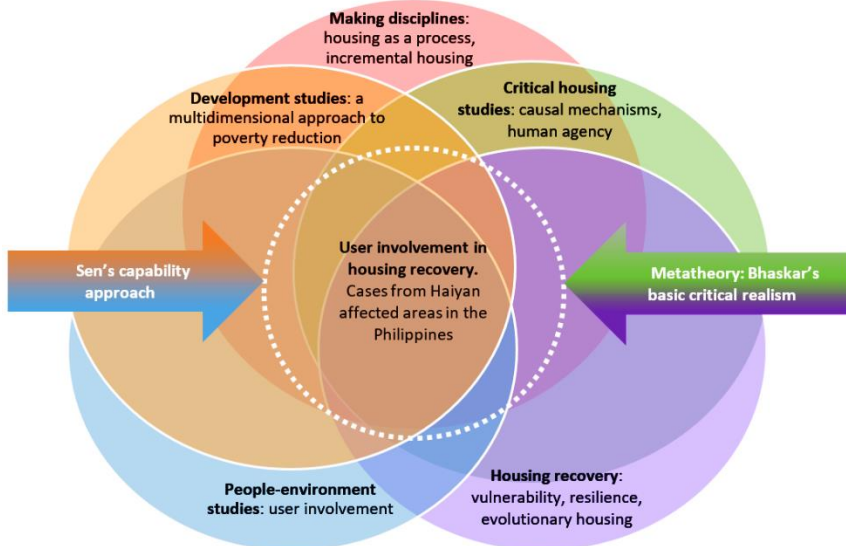 Making disciplines:
housing as a process,
incremental housing
Development studies: a
multidimensional approach to
poverty reduction
Critical housing
studies: causal mechanisms,
human agency
Sen’s capability
approach
User involvement in
housing recovery.
Cases from Haiyan
affected areas in the
Philippines
Metatheory: Bhaskar’s
basic critical realism
People-environment
studies: user involvement
Housing recovery:
vulnerability, resilience,
evolutionary housing